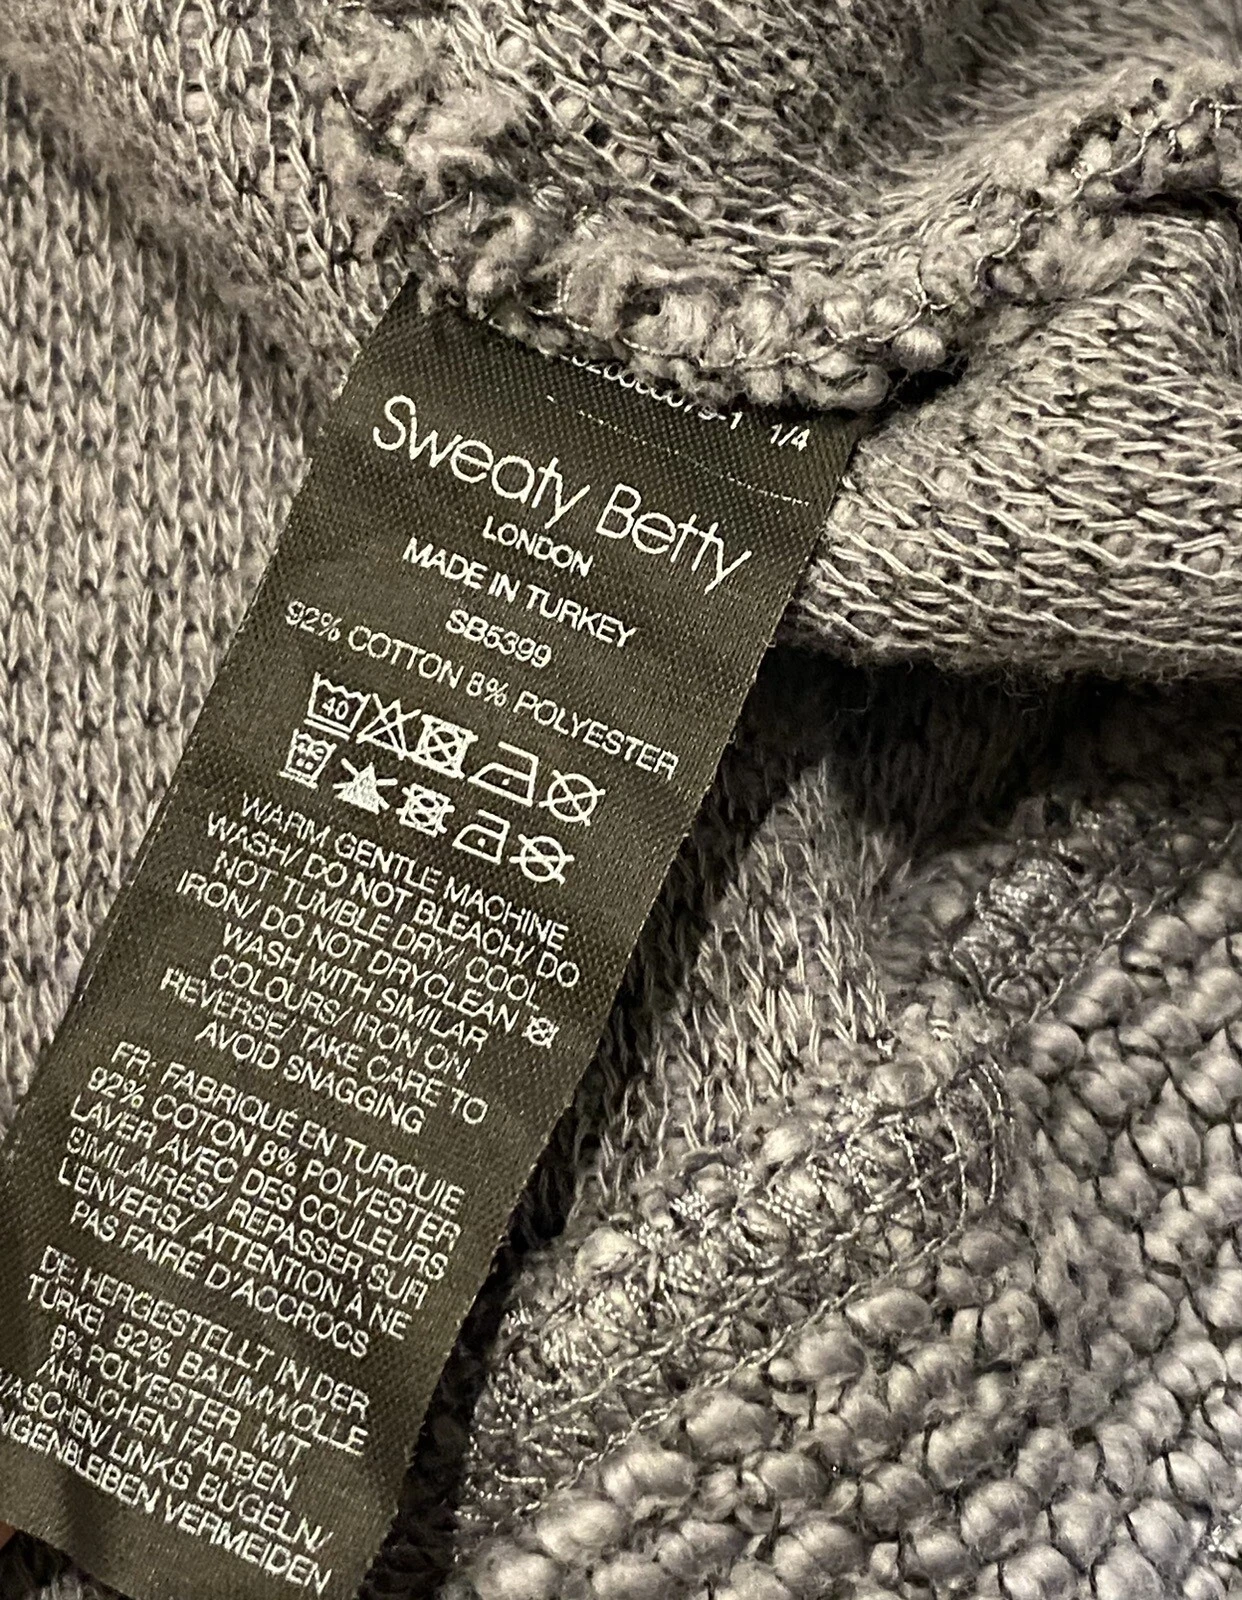 1/4
Sweaty Betty
LONDON
MADE IN TURKEY
SB5399
92% COTTON 8% POLYESTER
40
WARM GENTLE MACHINE
WASH/ DO NOT BLEACH/ DO
NOT TUMBLE DRY/ COOL
IRON/ DO NOT DRYCLEAN
WASH WITH SIMILAR
COLOURS/ IRON ON
REVERSE/ TAKE CARE TO
AVOID SNAGGING
FR: FABRIQUÉ EN TURQUIE
92% COTON 8% POLYESTER
LAVER AVEC DES COULEURS
SIMILAIRES/ REPASSER SUR
L'ENVERS/ ATTENTION À NE
PAS FAIRE D'ACCROCS
DE: HERGESTELLT IN DER
TÜRKEI 92% BAUMWOLLE
8% POLYESTER MIT
ÄHNLICHEN FARBEN
WASCHEN/ LINKS BÜGELN/
VERMEIDEN